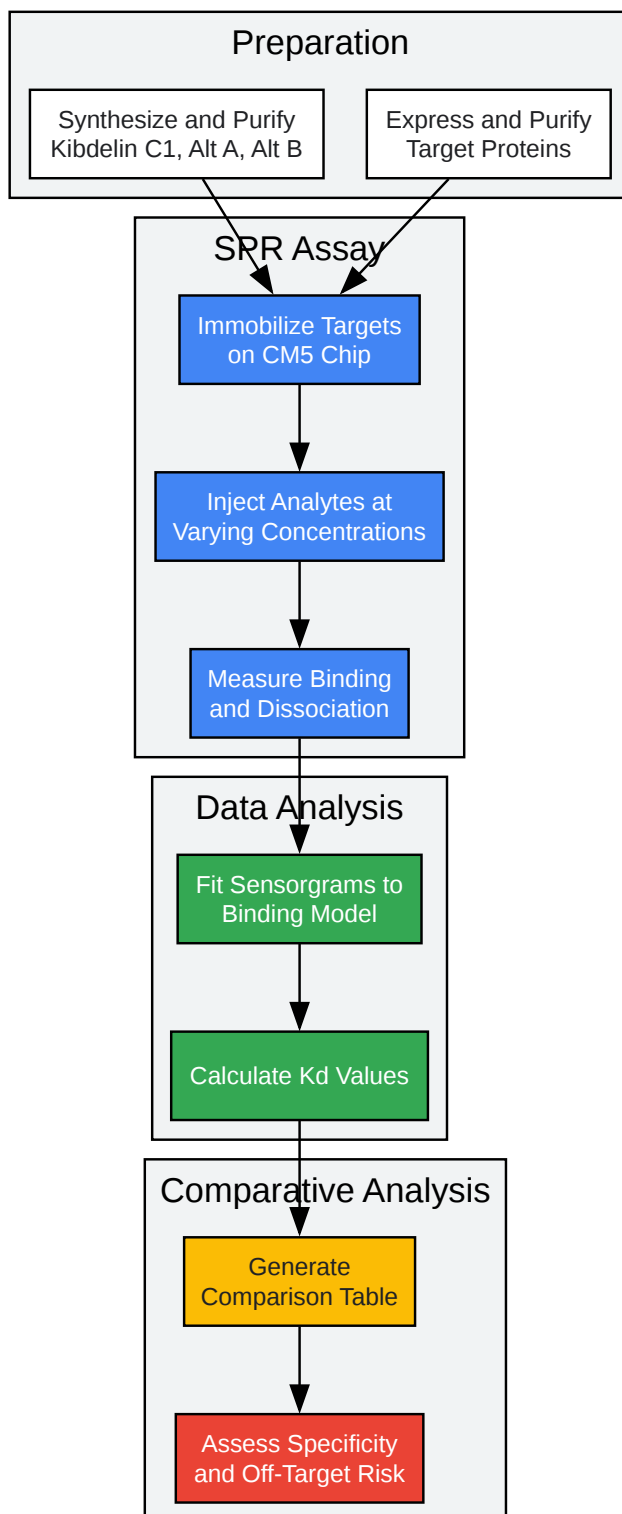 Preparation
Synthesize and Purify
Kibdelin C1, Alt A, Alt B
Express and Purify
Target Proteins
SPR Assay
Immobilize Targets
on CM5 Chip
Inject Analytes at
Varying Concentrations
Measure Binding
and Dissociation
Data Analysis
Fit Sensorgrams to
Binding Model
Calculate Kd Values
Comparative Analysis
Generate
Comparison Table
Assess Specificity
and Off-Target Risk